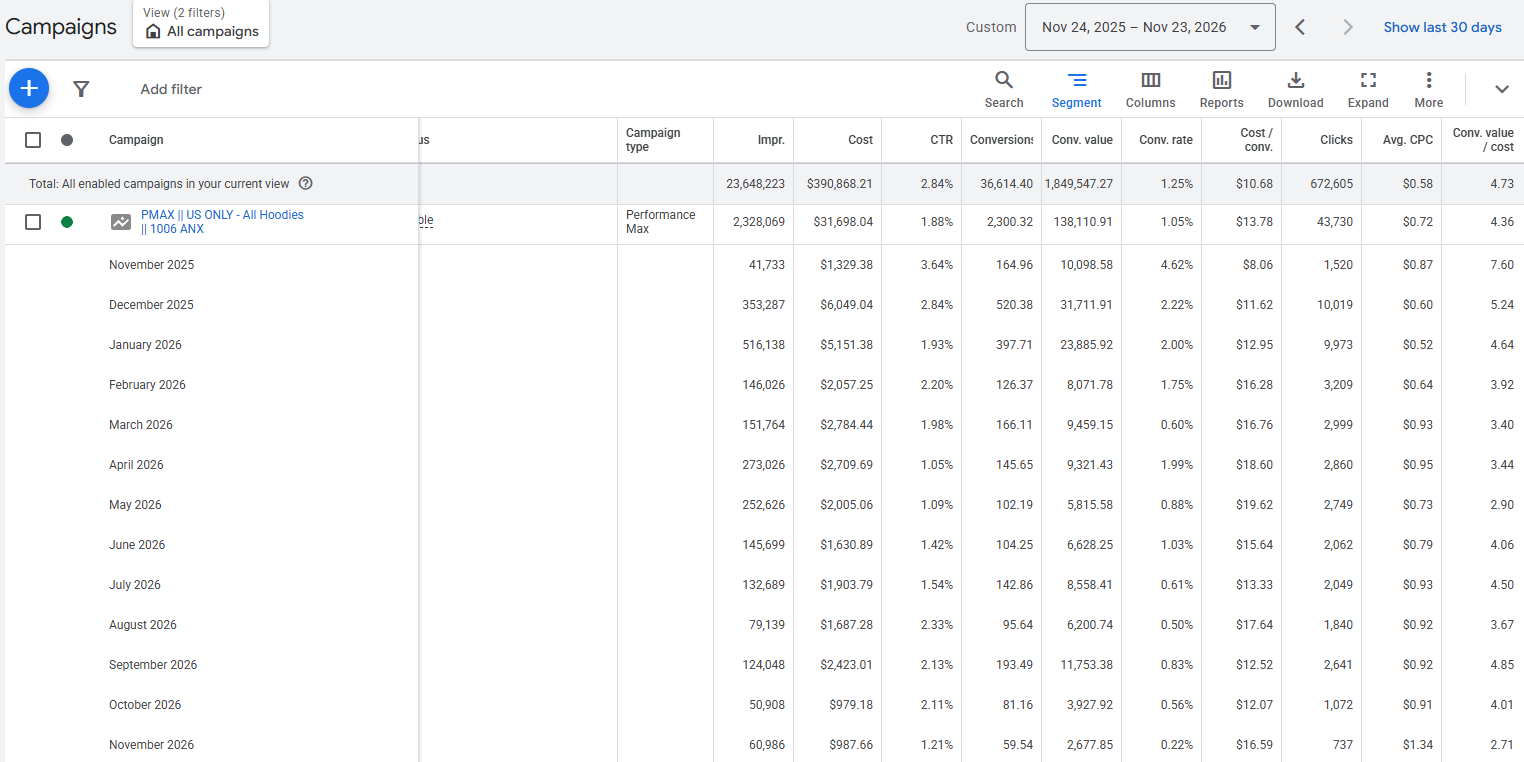 Campaigns
View (2 filters)
All campaigns
Custom
Nov 24, 2025 – Nov 23, 2026
Show last 30 days
Add filter
Search
Segment
Columns
Reports
Download
Expand
More
Campaign us Campaign type Impr. Cost CTR Conversions Conv. value Conv. rate Cost / conv. Clicks Avg. CPC Conv. value / cost
Total: All enabled campaigns in your current view 23,648,223 $390,868.21 2.84% 36,614.40 1,849,547.27 1.25% $10.68 672,605 $0.58 4.73
PMAX || US ONLY - All Hoodies || 1006 ANX ble Performance Max 2,328,069 $31,698.04 1.88% 2,300.32 138,110.91 1.05% $13.78 43,730 $0.72 4.36
November 2025 41,733 $1,329.38 3.64% 164.96 10,098.58 4.62% $8.06 1,520 $0.87 7.60
December 2025 353,287 $6,049.04 2.84% 520.38 31,711.91 2.22% $11.62 10,019 $0.60 5.24
January 2026 516,138 $5,151.38 1.93% 397.71 23,885.92 2.00% $12.95 9,973 $0.52 4.64
February 2026 146,026 $2,057.25 2.20% 126.37 8,071.78 1.75% $16.28 3,209 $0.64 3.92
March 2026 151,764 $2,784.44 1.98% 166.11 9,459.15 0.60% $16.76 2,999 $0.93 3.40
April 2026 273,026 $2,709.69 1.05% 145.65 9,321.43 1.99% $18.60 2,860 $0.95 3.44
May 2026 252,626 $2,005.06 1.09% 102.19 5,815.58 0.88% $19.62 2,749 $0.73 2.90
June 2026 145,699 $1,630.89 1.42% 104.25 6,628.25 1.03% $15.64 2,062 $0.79 4.06
July 2026 132,689 $1,903.79 1.54% 142.86 8,558.41 0.61% $13.33 2,049 $0.93 4.50
August 2026 79,139 $1,687.28 2.33% 95.64 6,200.74 0.50% $17.64 1,840 $0.92 3.67
September 2026 124,048 $2,423.01 2.13% 193.49 11,753.38 0.83% $12.52 2,641 $0.92 4.85
October 2026 50,908 $979.18 2.11% 81.16 3,927.92 0.56% $12.07 1,072 $0.91 4.01
November 2026 60,986 $987.66 1.21% 59.54 2,677.85 0.22% $16.59 737 $1.34 2.71